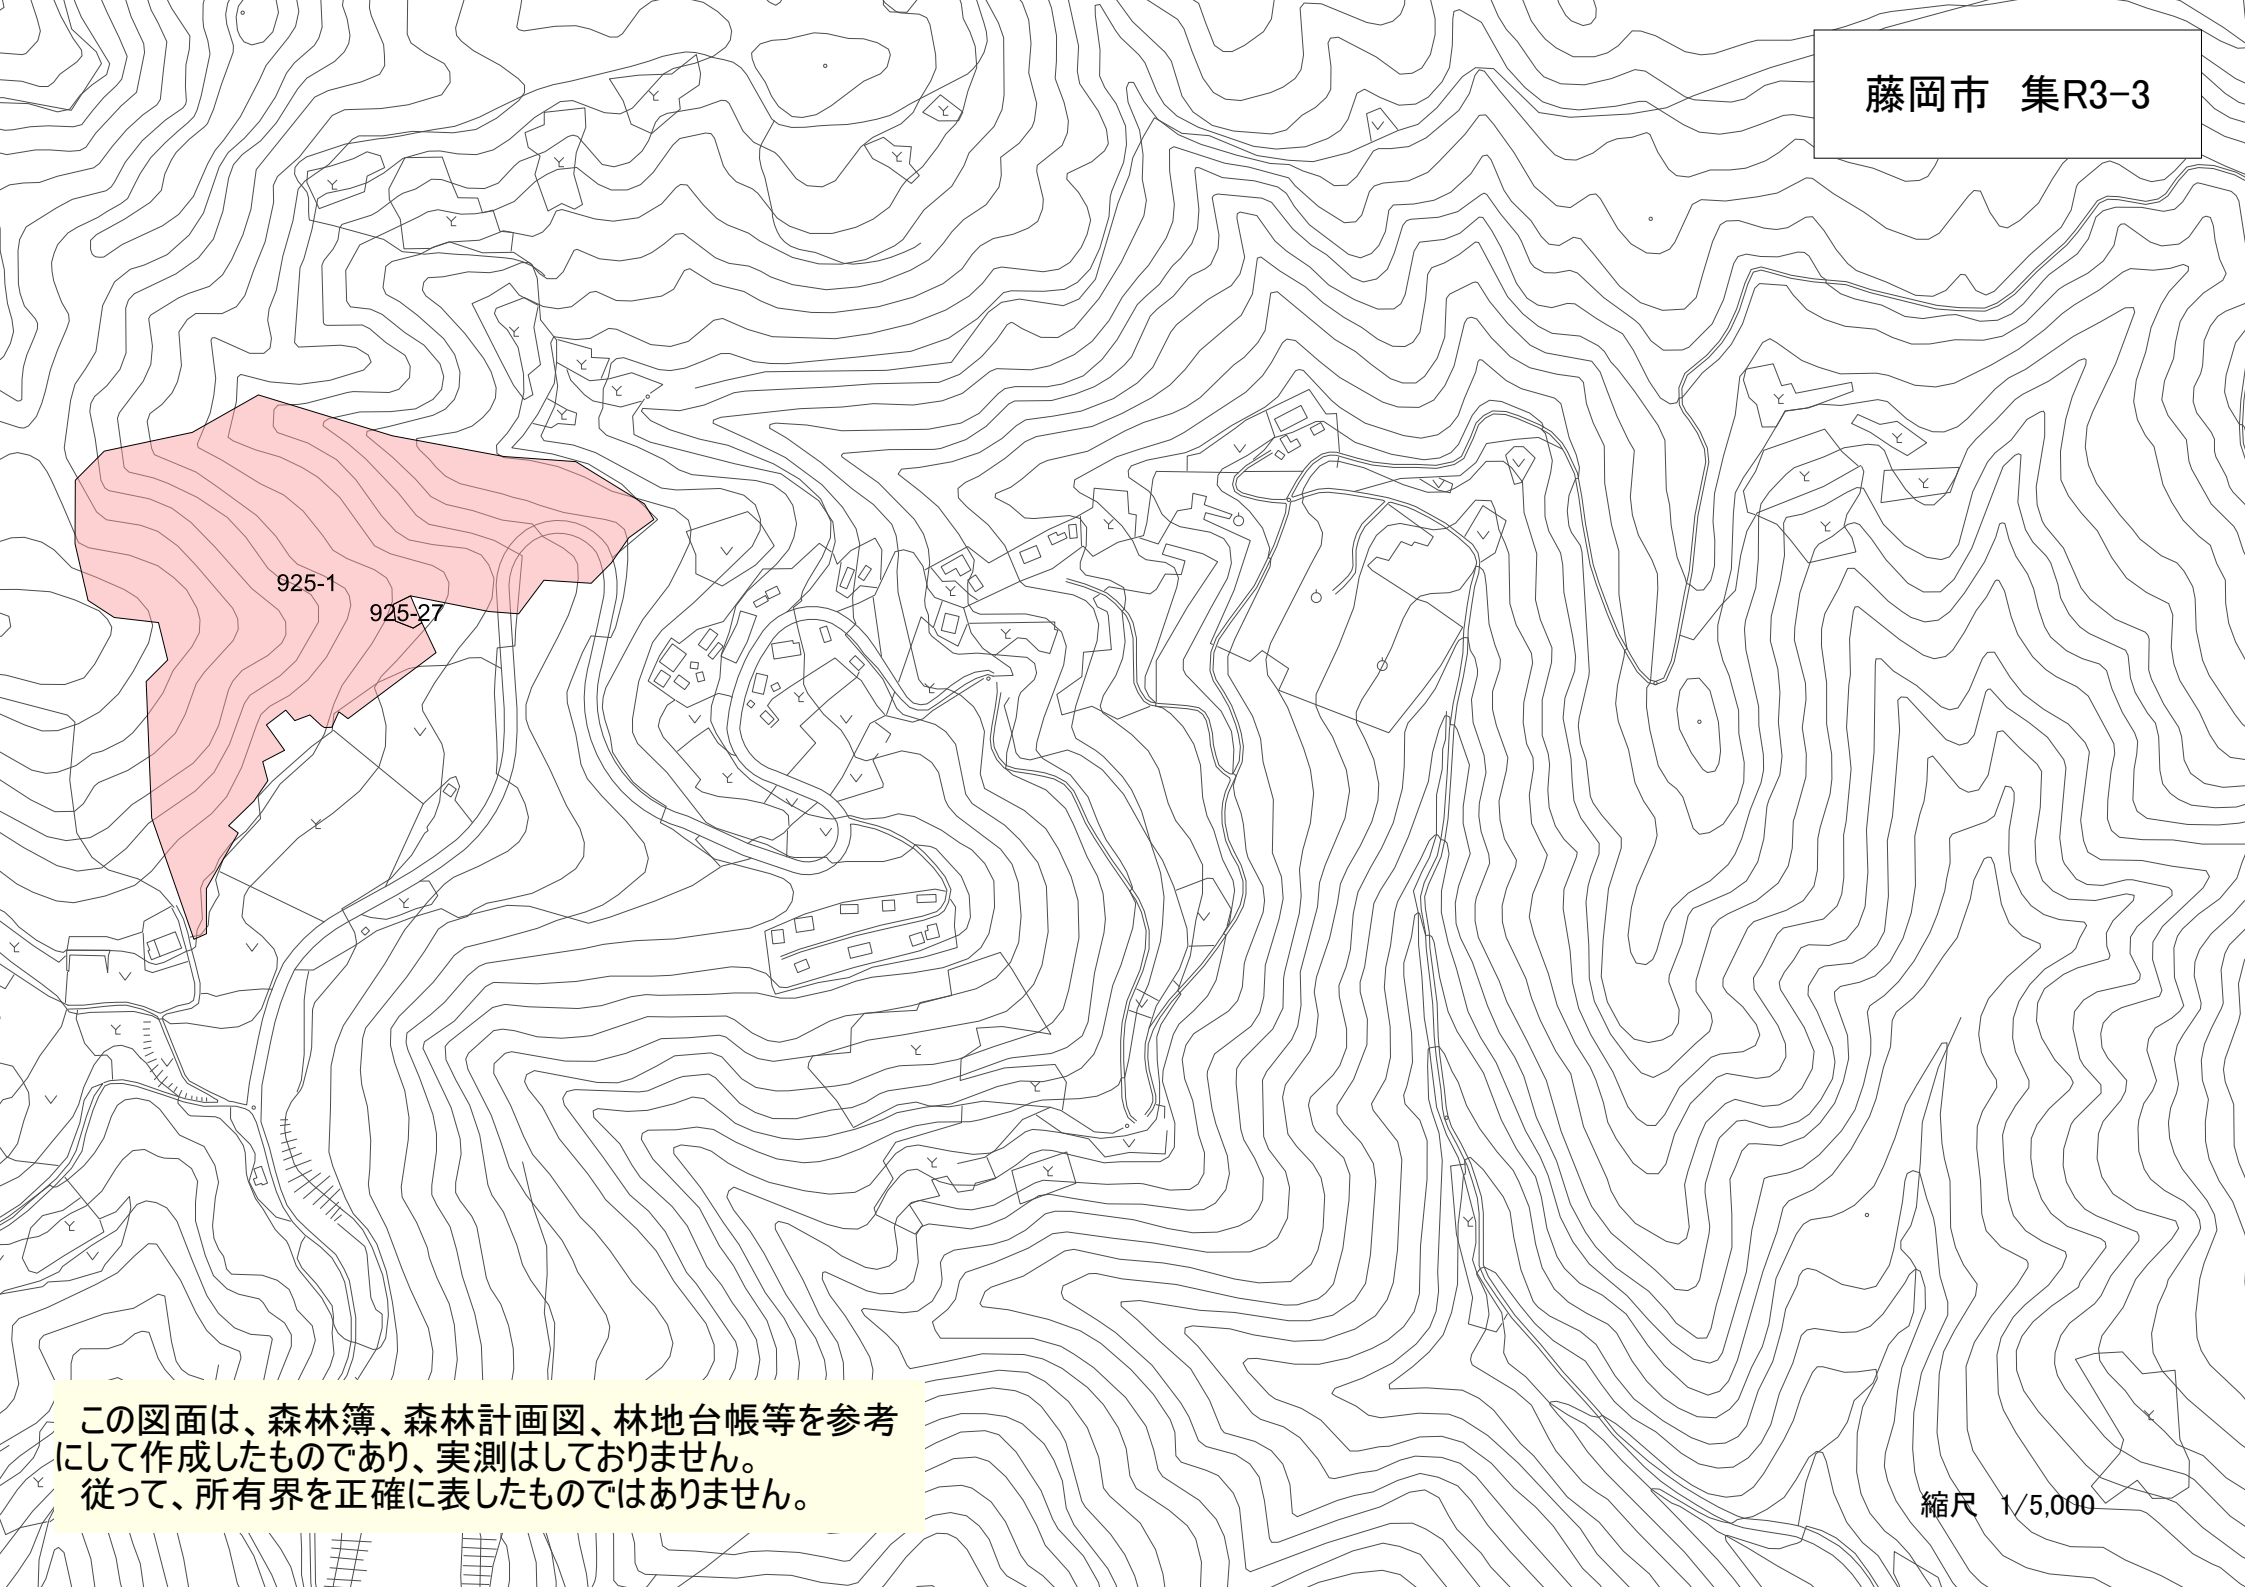 藤岡市　集R3-3
925-1
925-27
この図面は、森林簿、森林計画図、林地台帳等を参考
にして作成したものであり、実測はしておりません。
従って、所有界を正確に表したものではありません。
縮尺　1/5,000